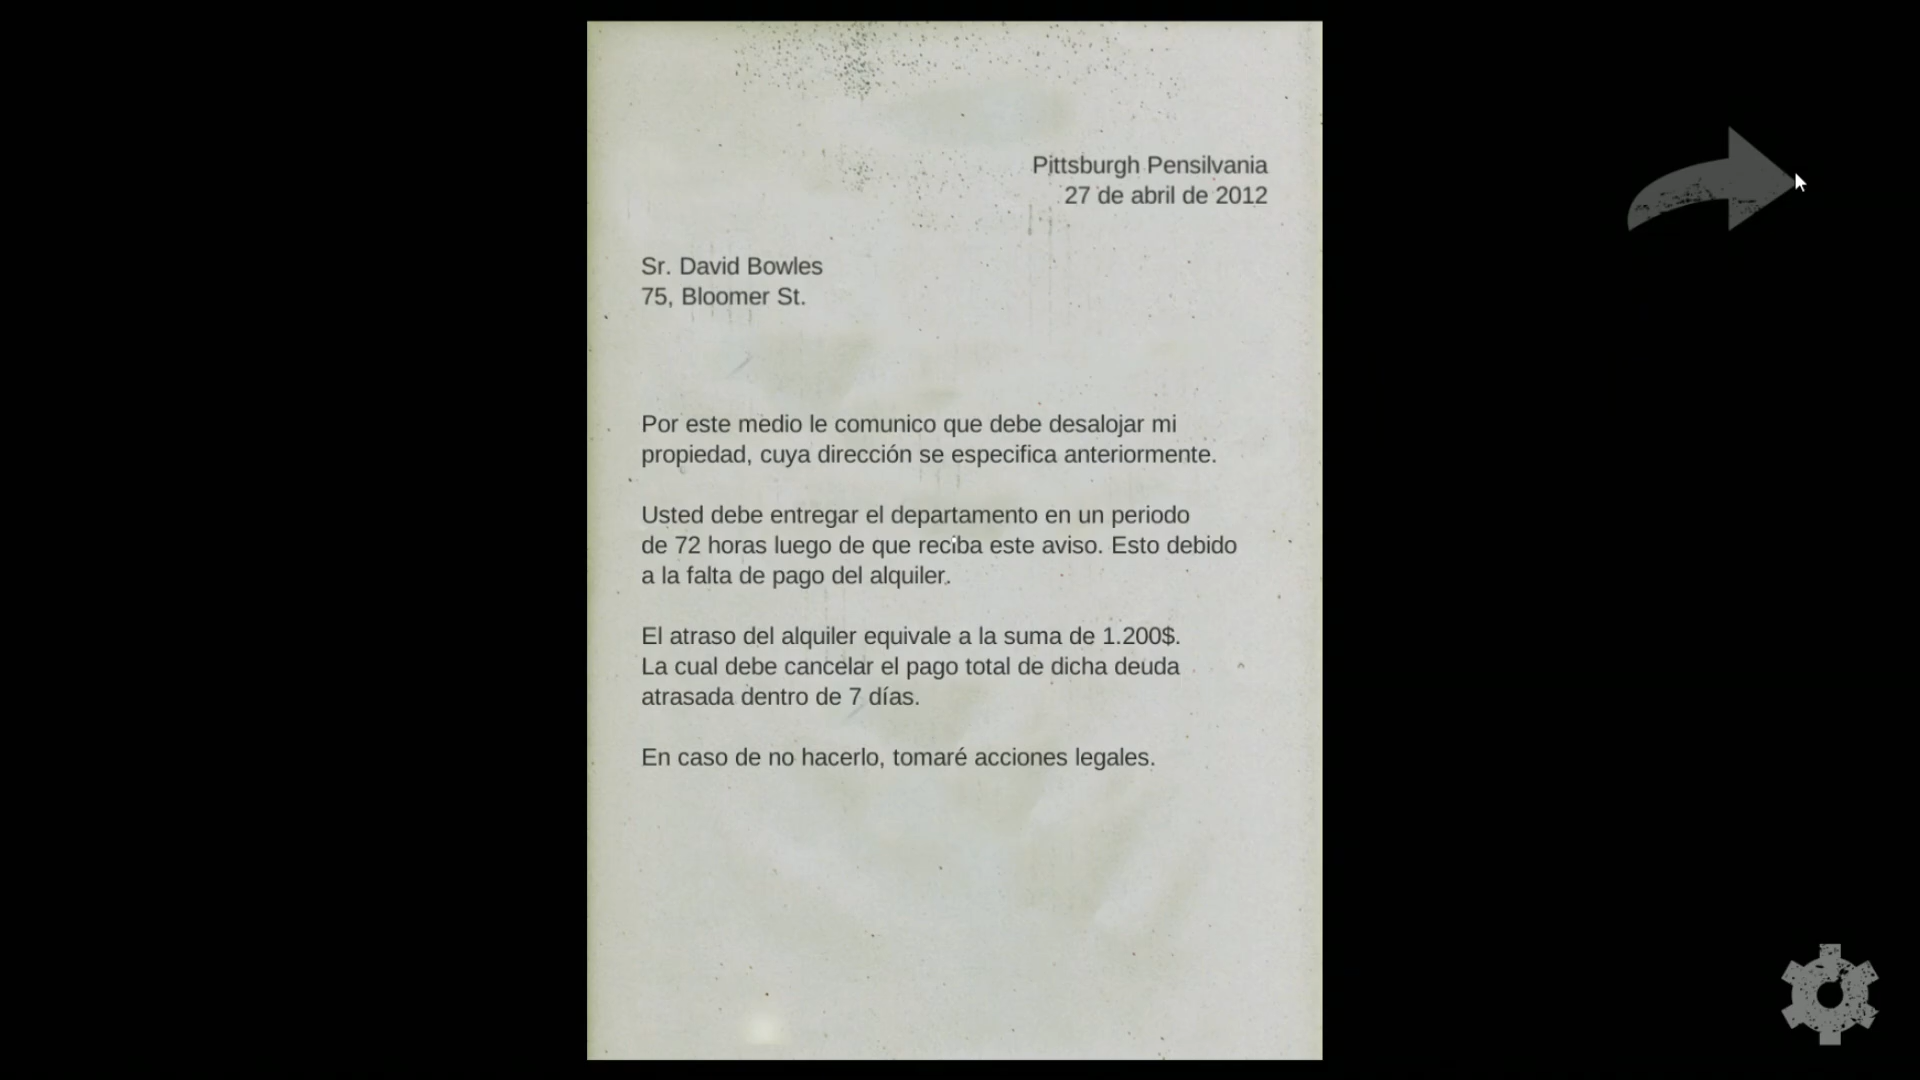 Pittsburgh Pensilvania
27 de abril de 2012
Sr. David Bowles
75, Bloomer St.
Por este medio le comunico que debe desalojar mi
propiedad, cuya dirección se especifica anteriormente.
Usted debe entregar el departamento en un periodo
de 72 horas luego de que reciba este aviso. Esto debido
a la falta de pago del alquiler.
El atraso del alquiler equivale a la suma de 1.200$.
La cual debe cancelar el pago total de dicha deuda
atrasada dentro de 7 días.
En caso de no hacerlo, tomaré acciones legales.